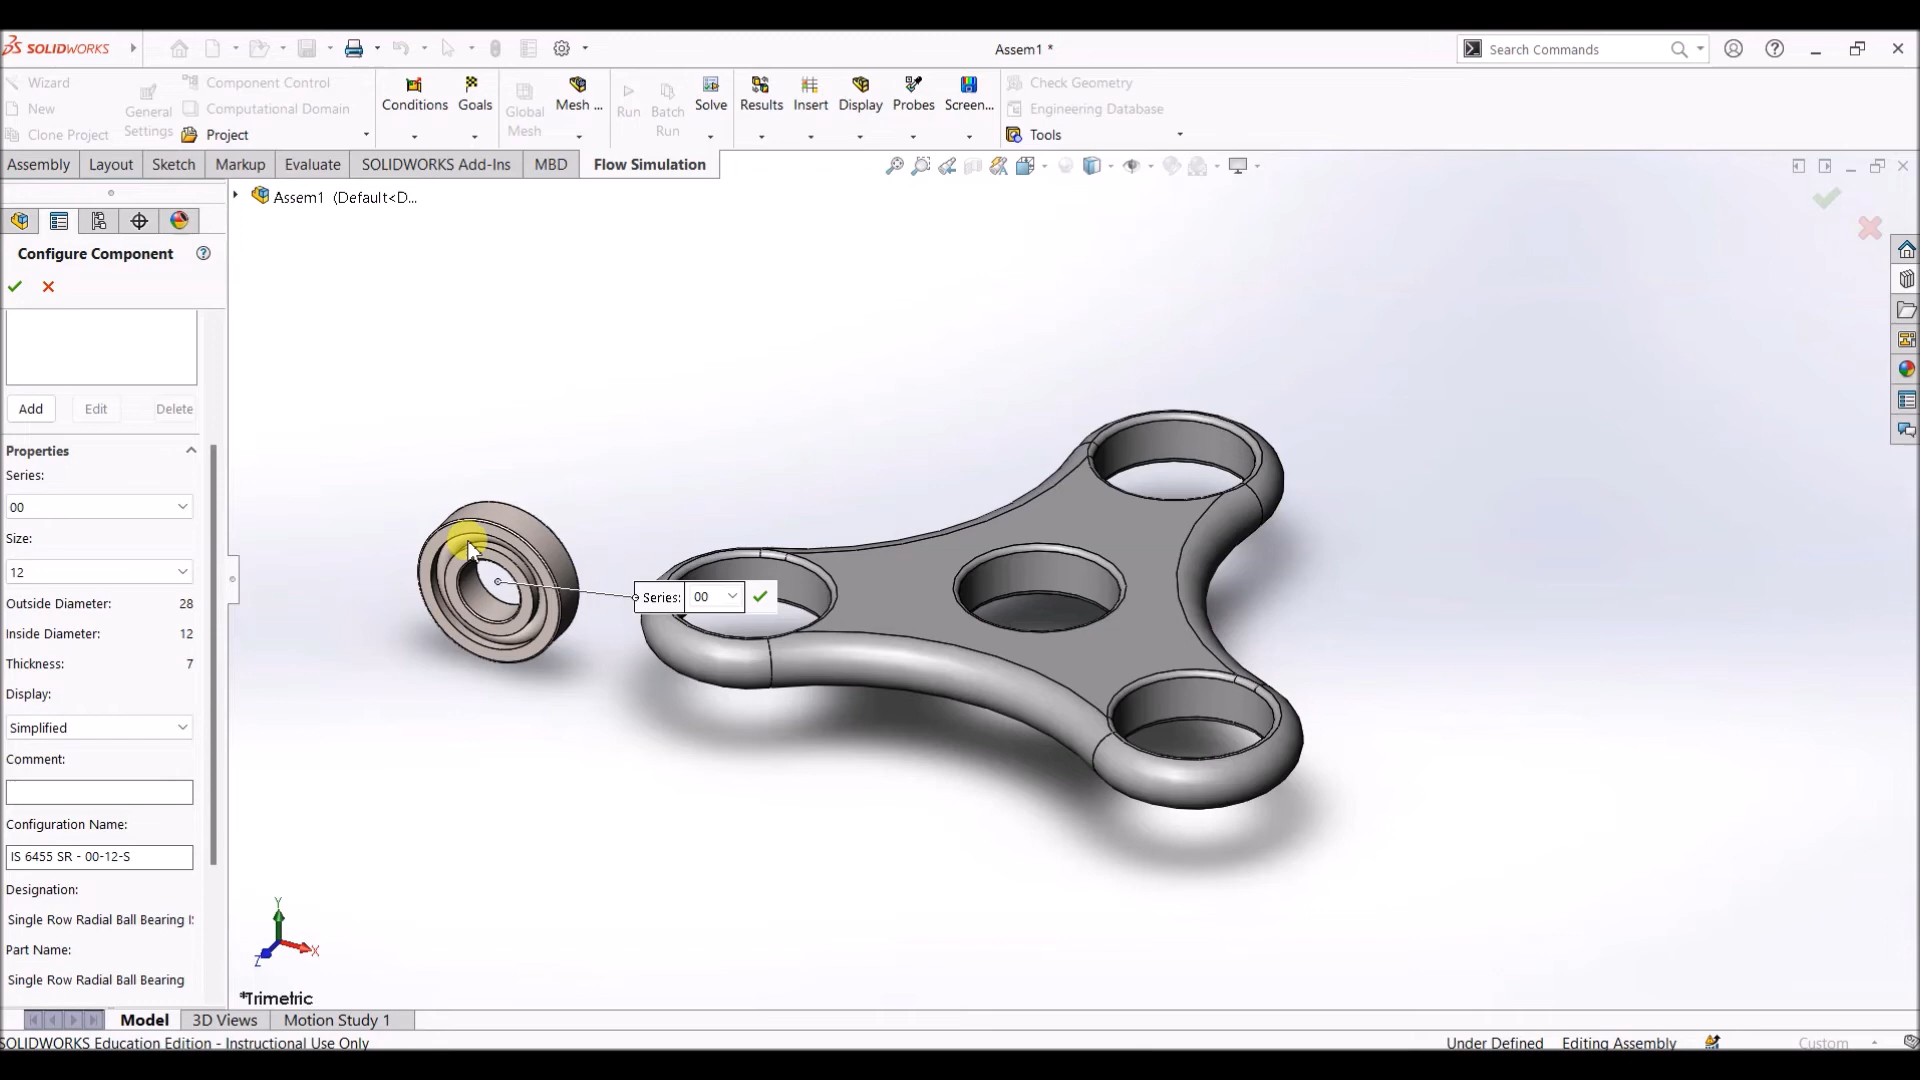 SOLIDWORKS
Assem1 *
Search Commands
Wizard
New
Clone Project
General Settings
Component Control
Computational Domain
Project
Conditions
Goals
Global Mesh
Mesh ...
Run
Batch Run
Solve
Results
Insert
Display
Probes
Screen...
Check Geometry
Engineering Database
Tools
Assembly
Layout
Sketch
Markup
Evaluate
SOLIDWORKS Add-Ins
MBD
Flow Simulation
Assem1 (Default<D...
Configure Component
Add
Edit
Delete
Properties
Series:
00
Size:
12
Outside Diameter: 28
Inside Diameter: 12
Thickness: 7
Display:
Simplified
Comment:
Configuration Name:
IS 6455 SR - 00-12-S
Designation:
Single Row Radial Ball Bearing I
Part Name:
Single Row Radial Ball Bearing
Series: 00
Y
X
Z
*Trimetric
Model
3D Views
Motion Study 1
SOLIDWORKS Education Edition - Instructional Use Only
Under Defined
Editing Assembly
Custom